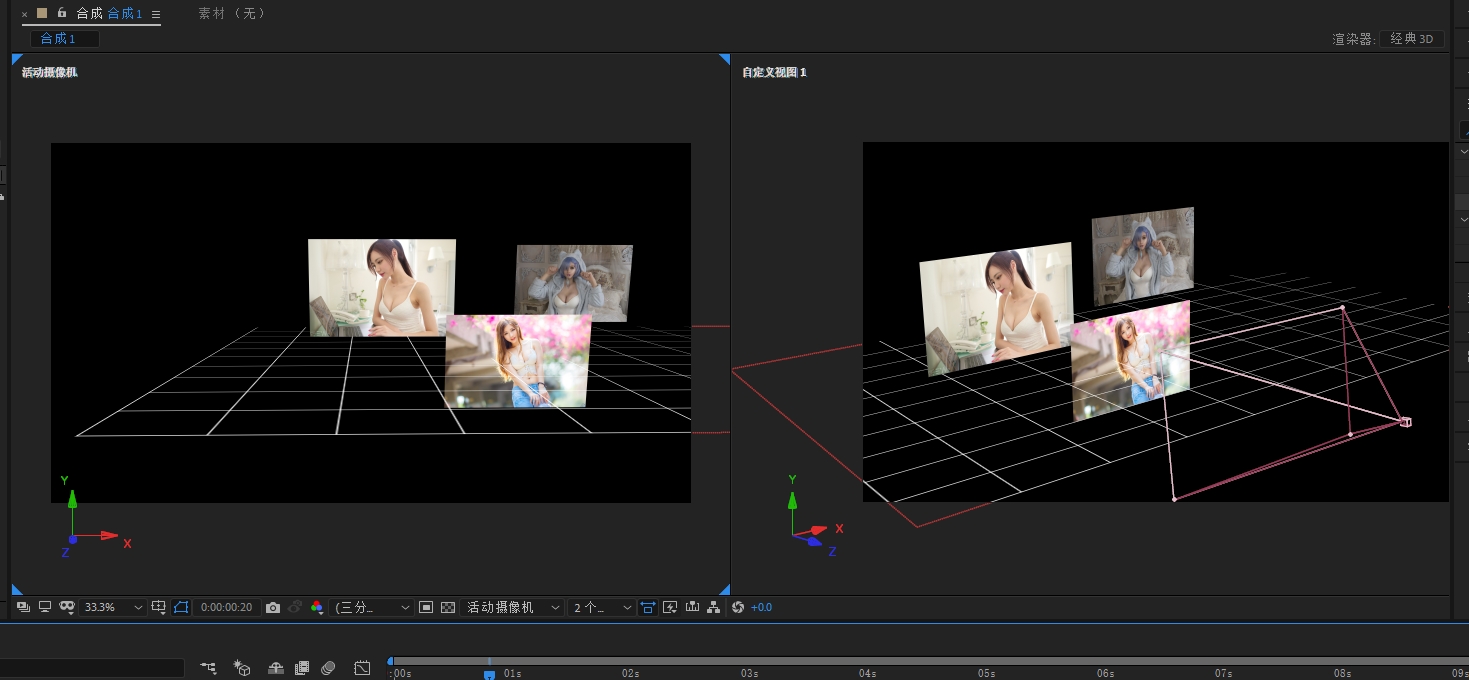 × 合成 合成1 ≡ 素材 （无）
合成1
渲染器: 经典 3D
活动摄像机
自定义视图 1
Y
X
Z
Y
X
Z
33.3% 0:00:00:20 (三分... 活动摄像机 2 个... +0.0
:00s 01s 02s 03s 04s 05s 06s 07s 08s 09s